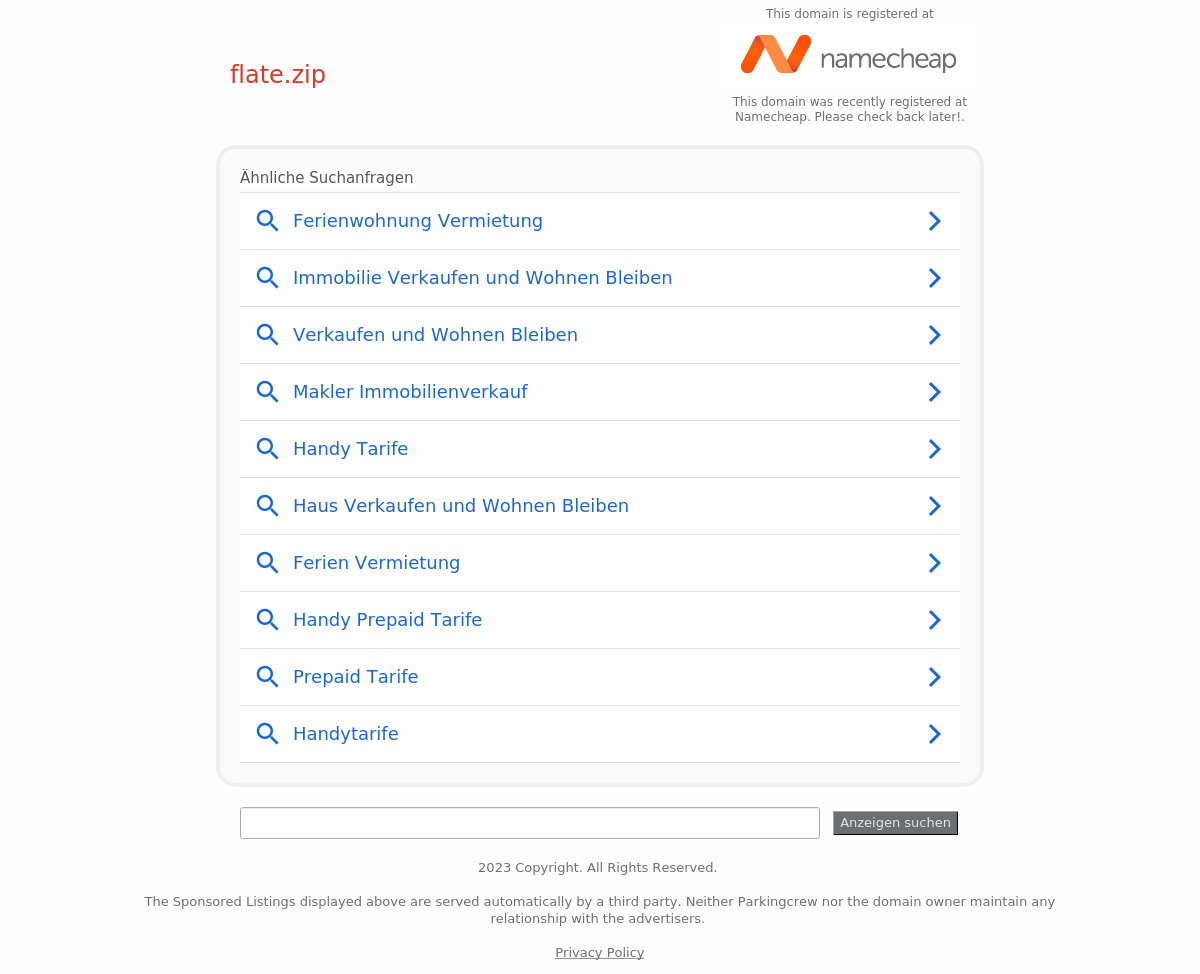 This domain is registered at
namecheap
flate.zip
This domain was recently registered at
Namecheap. Please check back later!.
Ähnliche Suchanfragen
Ferienwohnung Vermietung
Immobilie Verkaufen und Wohnen Bleiben
Verkaufen und Wohnen Bleiben
Makler Immobilienverkauf
Handy Tarife
Haus Verkaufen und Wohnen Bleiben
Ferien Vermietung
Handy Prepaid Tarife
Prepaid Tarife
Handytarife
Anzeigen suchen
2023 Copyright. All Rights Reserved.
The Sponsored Listings displayed above are served automatically by a third party. Neither Parkingcrew nor the domain owner maintain any
relationship with the advertisers.
Privacy Policy